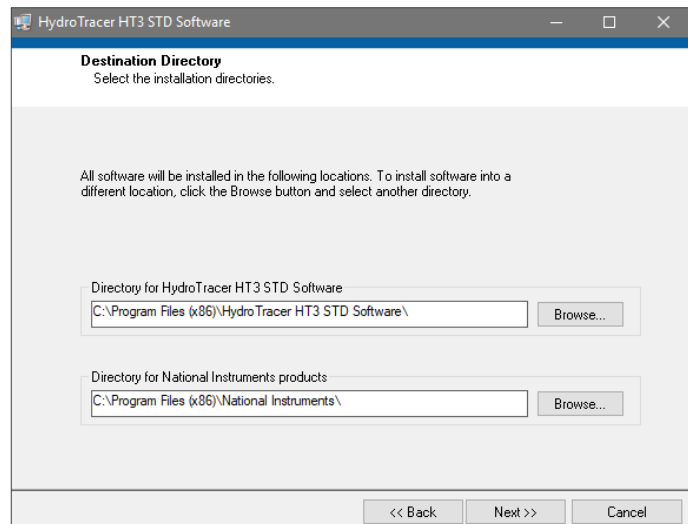 HydroTracer HT3 STD Software
Destination Directory
Select the installation directories.
All software will be installed in the following locations. To install software into a
different location, click the Browse button and select another directory.
Directory for HydroTracer HT3 STD Software
C:\Program Files (x86)\HydroTracer HT3 STD Software\
Browse...
Directory for National Instruments products
C:\Program Files (x86)\National Instruments\
Browse...
<< Back
Next >>
Cancel